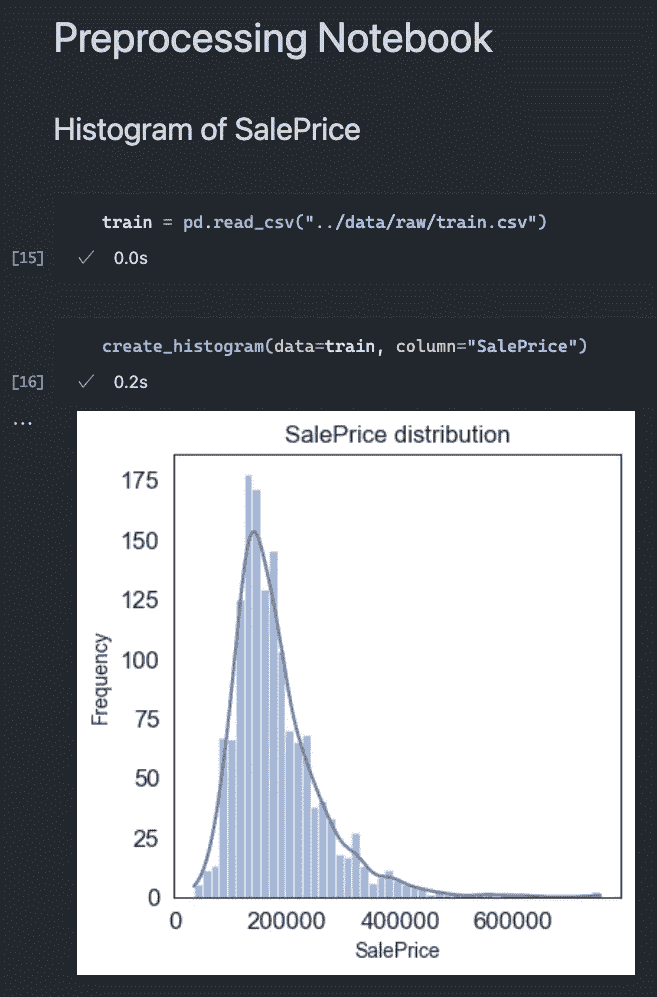 Preprocessing Notebook
Histogram of SalePrice
train = pd.read_csv("../data/raw/train.csv")
[15] ✓ 0.0s
create_histogram(data=train, column="SalePrice")
[16] ✓ 0.2s
...
SalePrice distribution
175
150
125
100
75
50
25
0
Frequency
0 200000 400000 600000
SalePrice